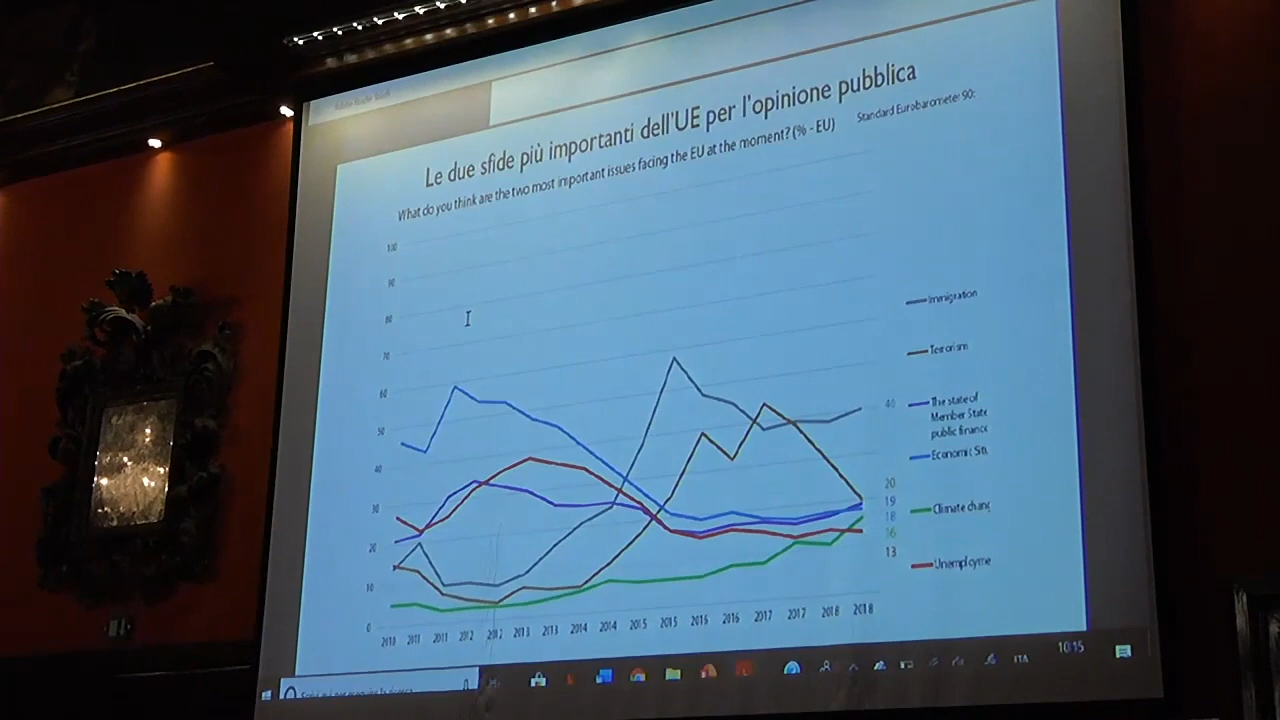 Le due sfide più importanti dell'UE per l'opinione pubblica
What do you think are the two most important issues facing the EU at the moment? (% - EU)
Standard Eurobarometer 90:
100
90
80
70
60
50
40
30
20
10
0
2010 2011 2011 2012 2012 2013 2013 2014 2014 2015 2015 2016 2016 2017 2017 2018 2018
40
20
19
18
16
13
Immigration
Terrorism
The state of
Member State
public financ
Economic Sit
Climate chang
Unemployme
ITA
10:15